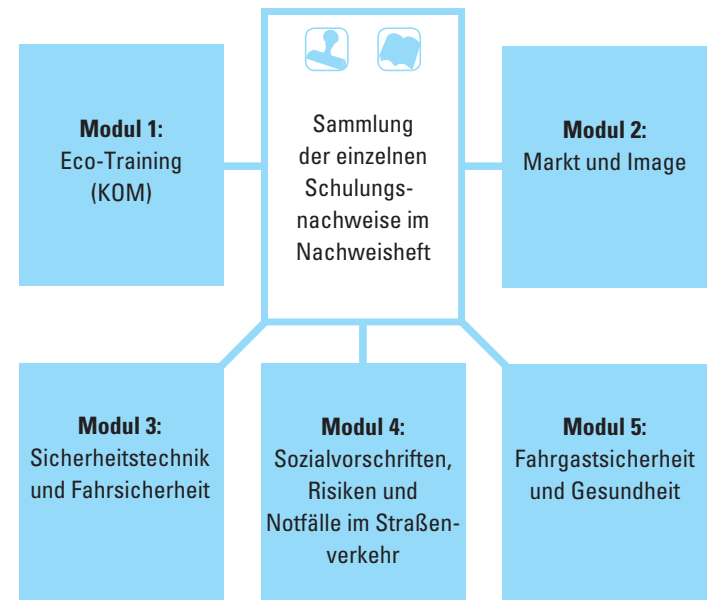 Modul 1:
Eco-Training
(KOM)
Sammlung
der einzelnen
Schulungs-
nachweise im
Nachweisheft
Modul 2:
Markt und Image
Modul 3:
Sicherheitstechnik
und Fahrsicherheit
Modul 4:
Sozialvorschriften,
Risiken und
Notfälle im Straßen-
verkehr
Modul 5:
Fahrgastsicherheit
und Gesundheit